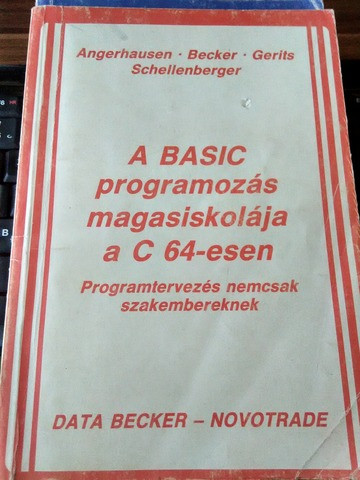 Angerhausen · Becker · Gerits
Schellenberger
A BASIC
programozás
magasiskolája
a C 64-esen
Programtervezés nemcsak
szakembereknek
DATA BECKER – NOVOTRADE